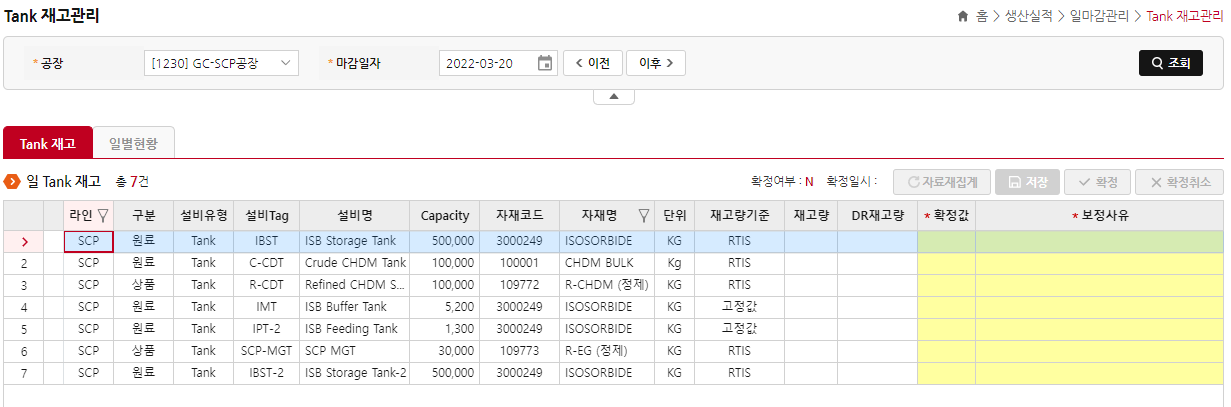 Tank 재고관리
홈 > 생산실적 > 일마감관리 > Tank 재고관리
* 공장 [1230] GC-SCP공장 * 마감일자 2022-03-20 < 이전 이후 > 조회
Tank 재고 일별현황
일 Tank 재고 총 7건 확정여부 : N 확정일시 : 자료재집계 저장 확정 확정취소
라인 구분 설비유형 설비Tag 설비명 Capacity 자재코드 자재명 단위 재고량기준 재고량 DR재고량 * 확정값 * 보정사유
SCP 원료 Tank IBST ISB Storage Tank 500,000 3000249 ISOSORBIDE KG RTIS
2 SCP 원료 Tank C-CDT Crude CHDM Tank 100,000 100001 CHDM BULK Kg RTIS
3 SCP 상품 Tank R-CDT Refined CHDM S... 100,000 109772 R-CHDM (정제) KG RTIS
4 SCP 원료 Tank IMT ISB Buffer Tank 5,200 3000249 ISOSORBIDE KG 고정값
5 SCP 원료 Tank IPT-2 ISB Feeding Tank 1,300 3000249 ISOSORBIDE KG 고정값
6 SCP 상품 Tank SCP-MGT SCP MGT 30,000 109773 R-EG (정제) KG RTIS
7 SCP 원료 Tank IBST-2 ISB Storage Tank-2 500,000 3000249 ISOSORBIDE KG RTIS